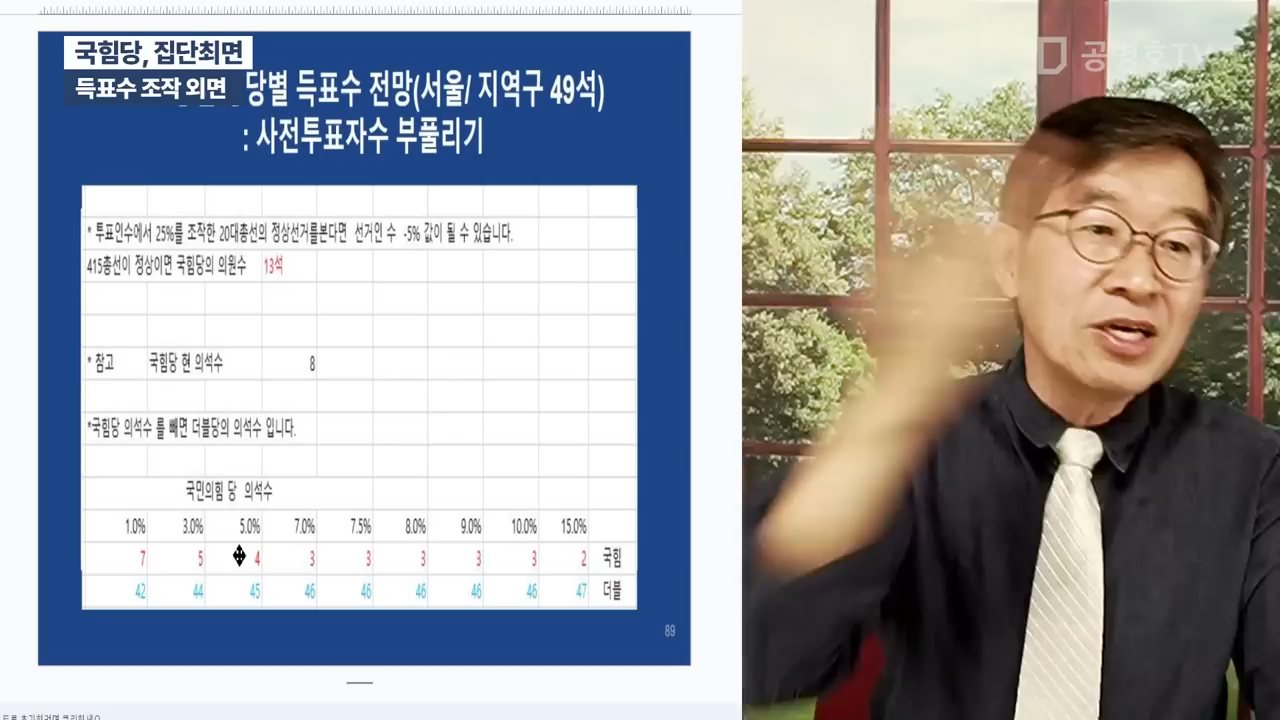 국힘당, 집단최면
득표수 조작 외면
당별 득표수 전망(서울/ 지역구 49석)
: 사전투표자수 부풀리기
공병호TV
* 투표인수에서 25%를 조작한 20대총선의 정상선거를본다면 선거인 수 -5% 값이 될 수 있습니다.
415총선이 정상이면 국힘당의 의원수 13석
* 참고 국힘당 현 의석수 8
*국힘당 의석수 를 빼면 더블당의 의석수 입니다.
국민의힘 당 의석수
1.0% 3.0% 5.0% 7.0% 7.5% 8.0% 9.0% 10.0% 15.0%
7 5 4 3 3 3 3 3 2 국힘
42 44 45 46 46 46 46 46 47 더블
89